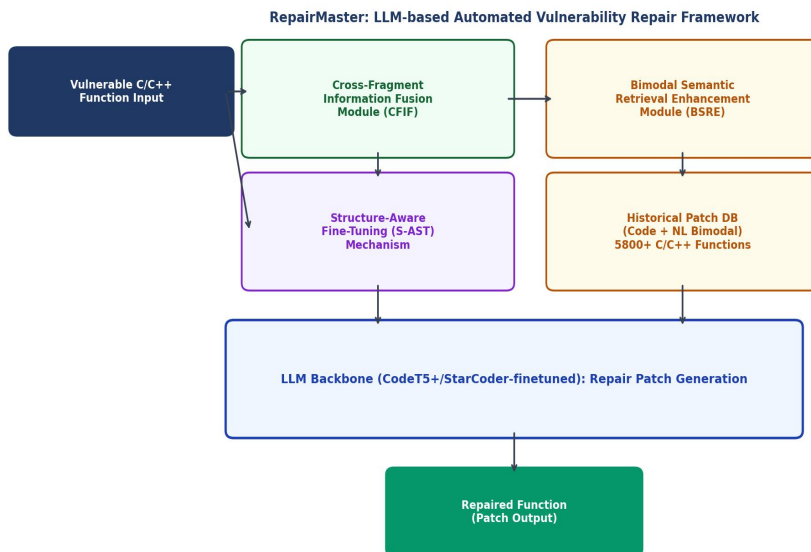 RepairMaster: LLM-based Automated Vulnerability Repair Framework
Vulnerable C/C++
Function Input
Cross-Fragment
Information Fusion
Module (CFIF)
Bimodal Semantic
Retrieval Enhancement
Module (BSRE)
Structure-Aware
Fine-Tuning (S-AST)
Mechanism
Historical Patch DB
(Code + NL Bimodal)
5800+ C/C++ Functions
LLM Backbone (CodeT5+/StarCoder-finetuned): Repair Patch Generation
Repaired Function
(Patch Output)